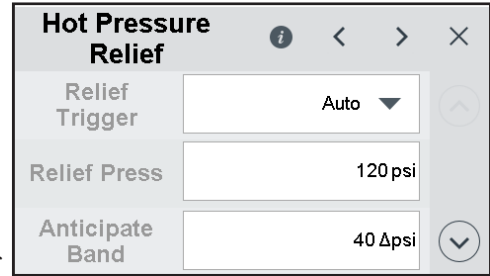 Hot Pressure
Relief
Relief
Trigger
Auto
Relief Press
120 psi
Anticipate
Band
40 Δpsi